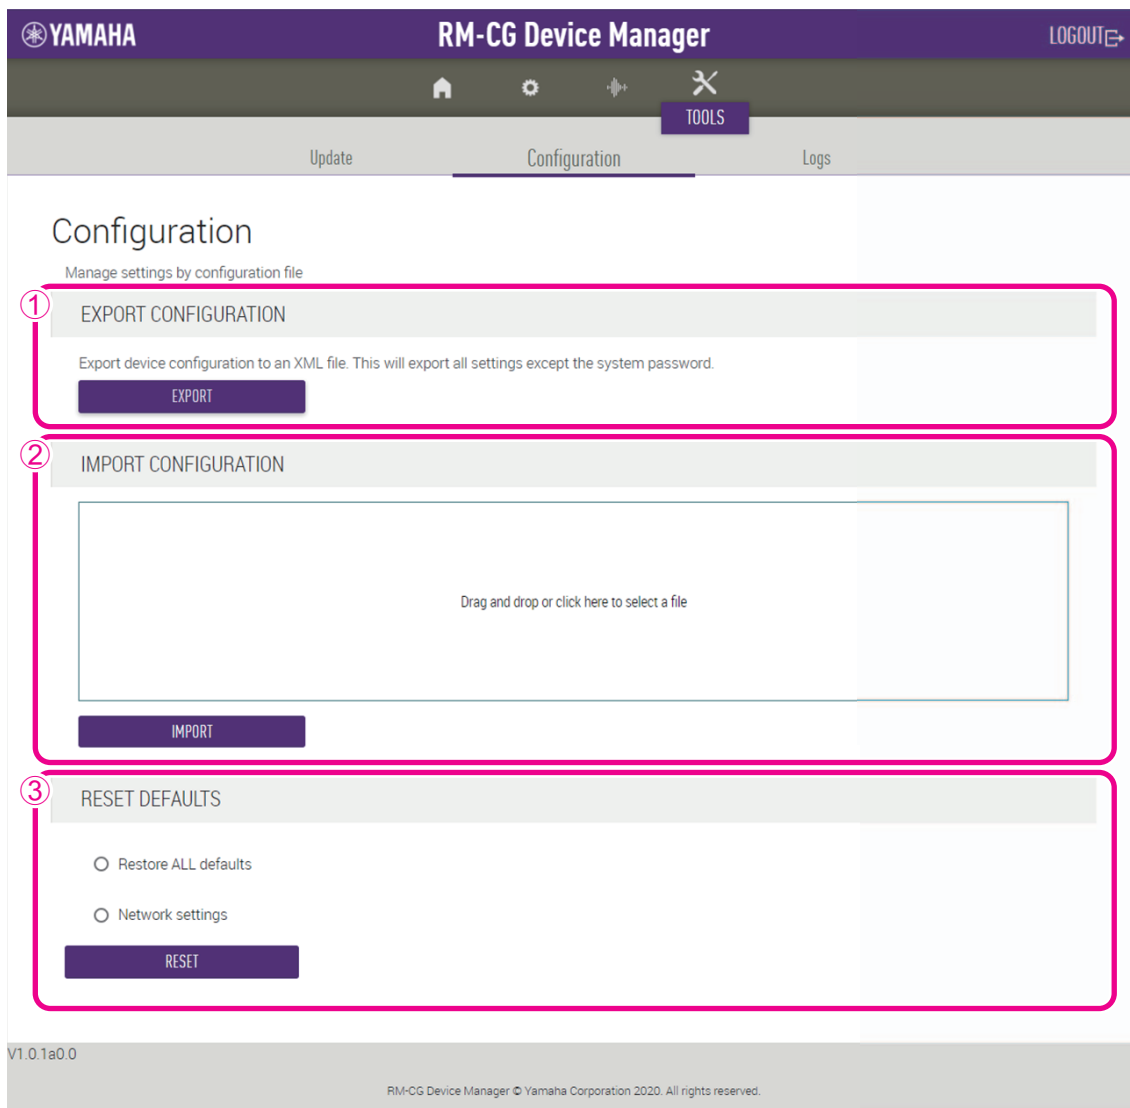 YAMAHA RM-CG Device Manager LOGOUT
TOOLS
Update Configuration Logs
Configuration
Manage settings by configuration file
1 EXPORT CONFIGURATION
Export device configuration to an XML file. This will export all settings except the system password.
EXPORT
2 IMPORT CONFIGURATION
Drag and drop or click here to select a file
IMPORT
3 RESET DEFAULTS
Restore ALL defaults
Network settings
RESET
V1.0.1a0.0
RM-CG Device Manager © Yamaha Corporation 2020. All rights reserved.